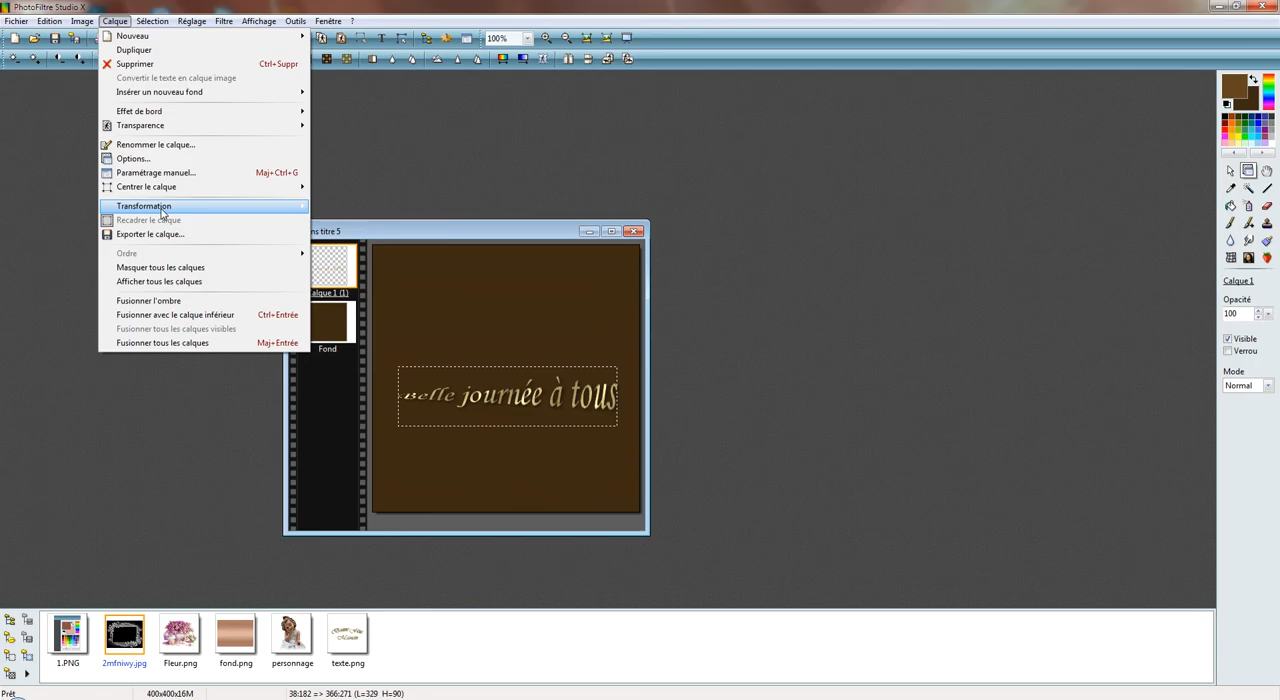 PhotoFiltre Studio X
Fichier Edition Image Calque Sélection Réglage Filtre Affichage Outils Fenêtre ?
100%
Nouveau
Dupliquer
Supprimer Ctrl+Suppr
Convertir le texte en calque image
Insérer un nouveau fond
Effet de bord
Transparence
Renommer le calque...
Options...
Paramétrage manuel... Maj+Ctrl+G
Centrer le calque
Transformation
Recadrer le calque
Exporter le calque...
Ordre
Masquer tous les calques
Afficher tous les calques
Fusionner l'ombre
Fusionner avec le calque inférieur Ctrl+Entrée
Fusionner tous les calques visibles
Fusionner tous les calques Maj+Entrée
ns titre 5
alque 1 (1)
Fond
Belle journée à tous
Calque 1
Opacité
100
Visible
Verrou
Mode
Normal
1.PNG 2mfniwy.jpg Fleur.png fond.png personnage texte.png
Prêt 400x400x16M 38:182 => 366:271 (L=329 H=90)